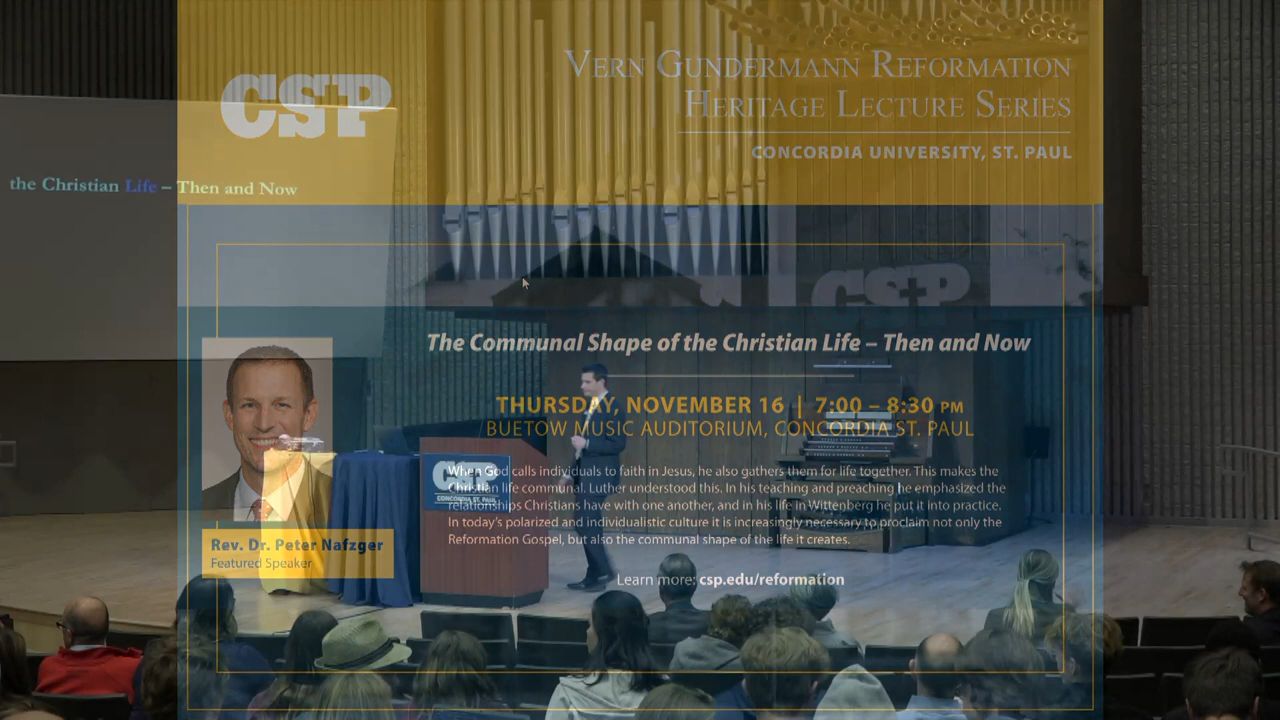 CSP
VERN GUNDERMANN REFORMATION
HERITAGE LECTURE SERIES
CONCORDIA UNIVERSITY, ST. PAUL
the Christian Life – Then and Now
CSP
The Communal Shape of the Christian Life – Then and Now
THURSDAY, NOVEMBER 16 | 7:00 – 8:30 PM
BUETOW MUSIC AUDITORIUM, CONCORDIA ST. PAUL
CSP
CONCORDIA ST. PAUL
When God calls individuals to faith in Jesus, he also gathers them for life together. This makes the
Christian life communal. Luther understood this. In his teaching and preaching he emphasized the
relationships Christians have with one another, and in his life in Wittenberg he put it into practice.
In today's polarized and individualistic culture it is increasingly necessary to proclaim not only the
Reformation Gospel, but also the communal shape of the life it creates.
Rev. Dr. Peter Nafzger
Featured Speaker
Learn more: csp.edu/reformation